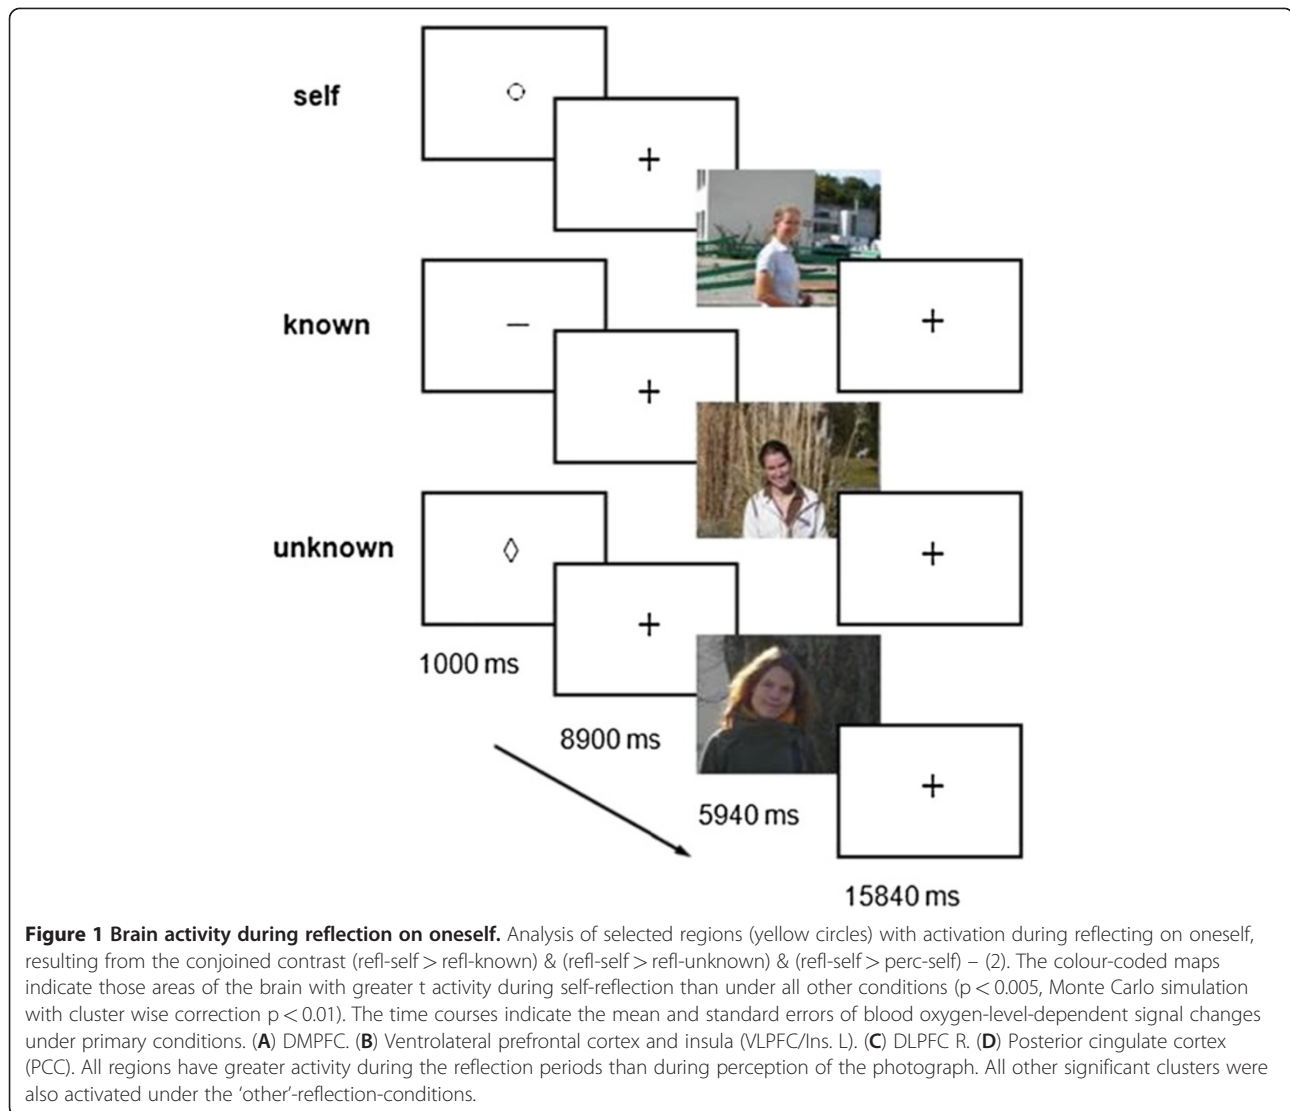 self
known
unknown
1000 ms
8900 ms
5940 ms
15840 ms
Figure 1 Brain activity during reflection on oneself. Analysis of selected regions (yellow circles) with activation during reflecting on oneself,
resulting from the conjoined contrast (refl-self > refl-known) & (refl-self > refl-unknown) & (refl-self > perc-self) – (2). The colour-coded maps
indicate those areas of the brain with greater t activity during self-reflection than under all other conditions (p < 0.005, Monte Carlo simulation
with cluster wise correction p < 0.01). The time courses indicate the mean and standard errors of blood oxygen-level-dependent signal changes
under primary conditions. (A) DMPFC. (B) Ventrolateral prefrontal cortex and insula (VLPFC/Ins. L). (C) DLPFC R. (D) Posterior cingulate cortex
(PCC). All regions have greater activity during the reflection periods than during perception of the photograph. All other significant clusters were
also activated under the ‘other’-reflection-conditions.